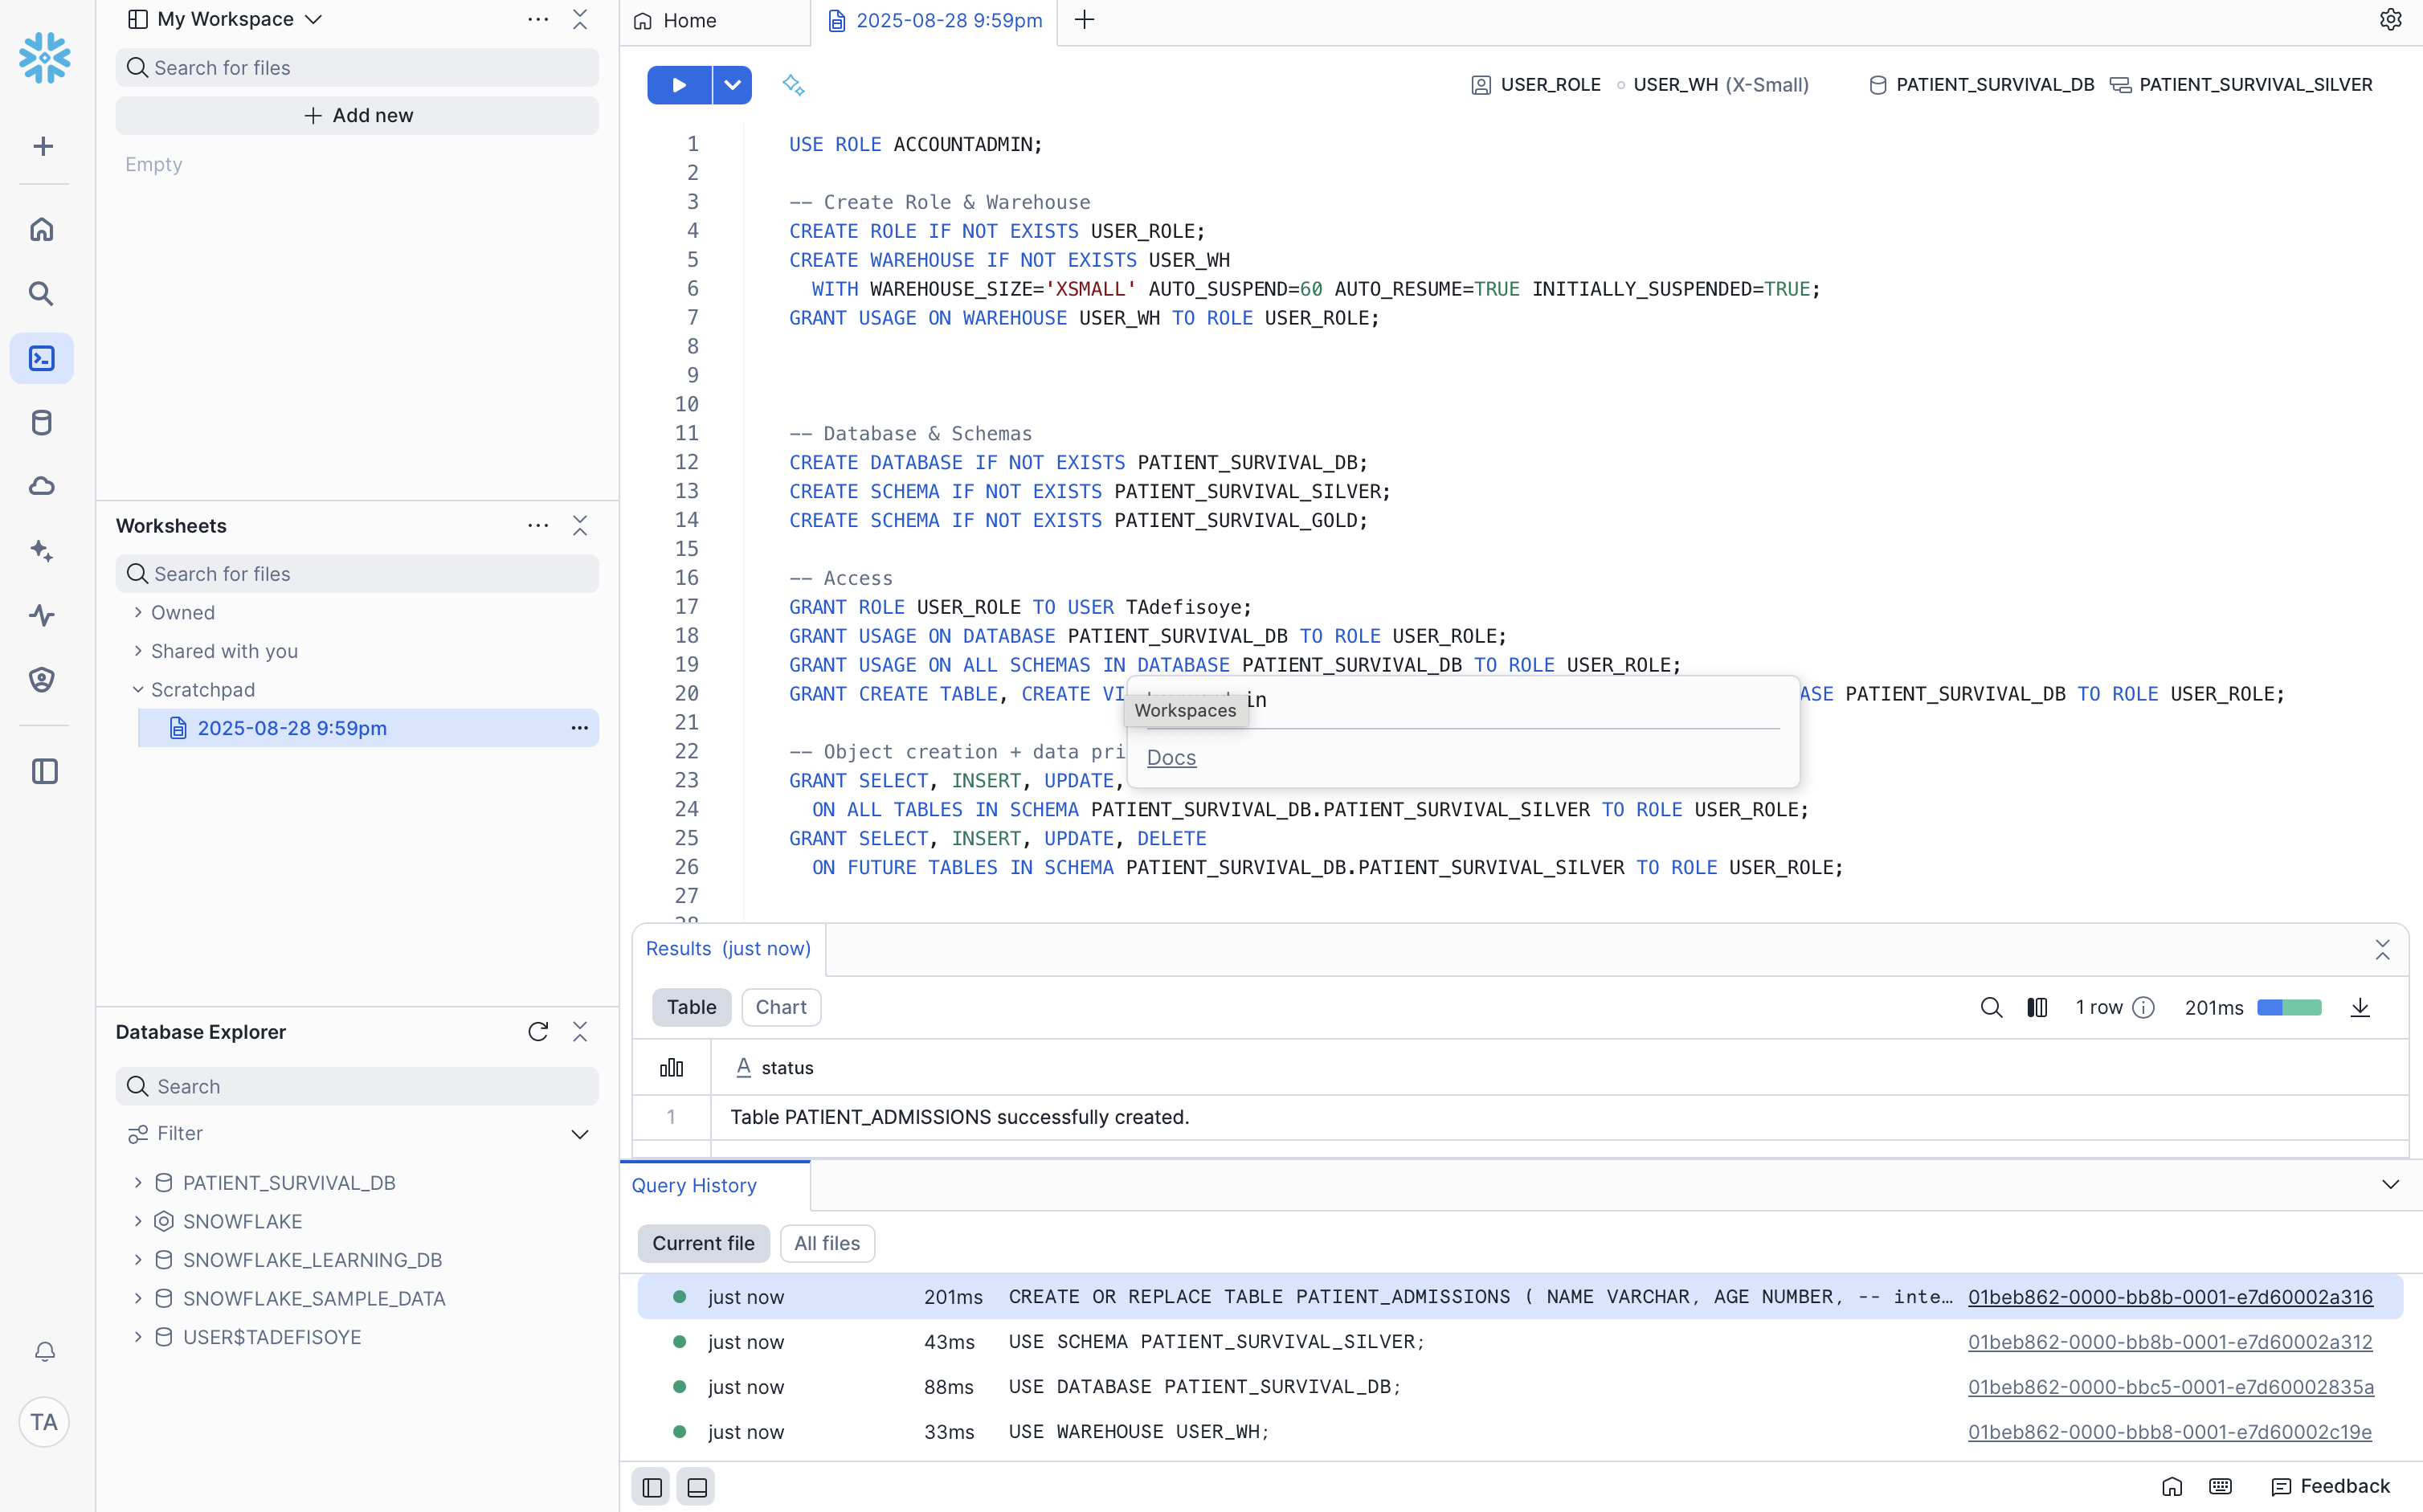 My Workspace
Search for files
Add new
Empty
Worksheets
Search for files
Owned
Shared with you
Scratchpad
2025-08-28 9:59pm
Database Explorer
Search
Filter
PATIENT_SURVIVAL_DB
SNOWFLAKE
SNOWFLAKE_LEARNING_DB
SNOWFLAKE_SAMPLE_DATA
USER$TADEFISOYE
TA
Home
2025-08-28 9:59pm
USER_ROLE
USER_WH (X-Small)
PATIENT_SURVIVAL_DB
PATIENT_SURVIVAL_SILVER
1 USE ROLE ACCOUNTADMIN;
2
3 -- Create Role & Warehouse
4 CREATE ROLE IF NOT EXISTS USER_ROLE;
5 CREATE WAREHOUSE IF NOT EXISTS USER_WH
6 WITH WAREHOUSE_SIZE='XSMALL' AUTO_SUSPEND=60 AUTO_RESUME=TRUE INITIALLY_SUSPENDED=TRUE;
7 GRANT USAGE ON WAREHOUSE USER_WH TO ROLE USER_ROLE;
8
9
10
11 -- Database & Schemas
12 CREATE DATABASE IF NOT EXISTS PATIENT_SURVIVAL_DB;
13 CREATE SCHEMA IF NOT EXISTS PATIENT_SURVIVAL_SILVER;
14 CREATE SCHEMA IF NOT EXISTS PATIENT_SURVIVAL_GOLD;
15
16 -- Access
17 GRANT ROLE USER_ROLE TO USER TAdefisoye;
18 GRANT USAGE ON DATABASE PATIENT_SURVIVAL_DB TO ROLE USER_ROLE;
19 GRANT USAGE ON ALL SCHEMAS IN DATABASE PATIENT_SURVIVAL_DB TO ROLE USER_ROLE;
20 GRANT CREATE TABLE, CREATE VI ASE PATIENT_SURVIVAL_DB TO ROLE USER_ROLE;
in
Workspaces
Docs
21
22 -- Object creation + data pri
23 GRANT SELECT, INSERT, UPDATE,
24 ON ALL TABLES IN SCHEMA PATIENT_SURVIVAL_DB.PATIENT_SURVIVAL_SILVER TO ROLE USER_ROLE;
25 GRANT SELECT, INSERT, UPDATE, DELETE
26 ON FUTURE TABLES IN SCHEMA PATIENT_SURVIVAL_DB.PATIENT_SURVIVAL_SILVER TO ROLE USER_ROLE;
27
Results (just now)
Table Chart
1 row 201ms
A status
1 Table PATIENT_ADMISSIONS successfully created.
Query History
Current file All files
just now 201ms CREATE OR REPLACE TABLE PATIENT_ADMISSIONS ( NAME VARCHAR, AGE NUMBER, -- inte… 01beb862-0000-bb8b-0001-e7d60002a316
just now 43ms USE SCHEMA PATIENT_SURVIVAL_SILVER; 01beb862-0000-bb8b-0001-e7d60002a312
just now 88ms USE DATABASE PATIENT_SURVIVAL_DB; 01beb862-0000-bbc5-0001-e7d60002835a
just now 33ms USE WAREHOUSE USER_WH; 01beb862-0000-bbb8-0001-e7d60002c19e
Feedback